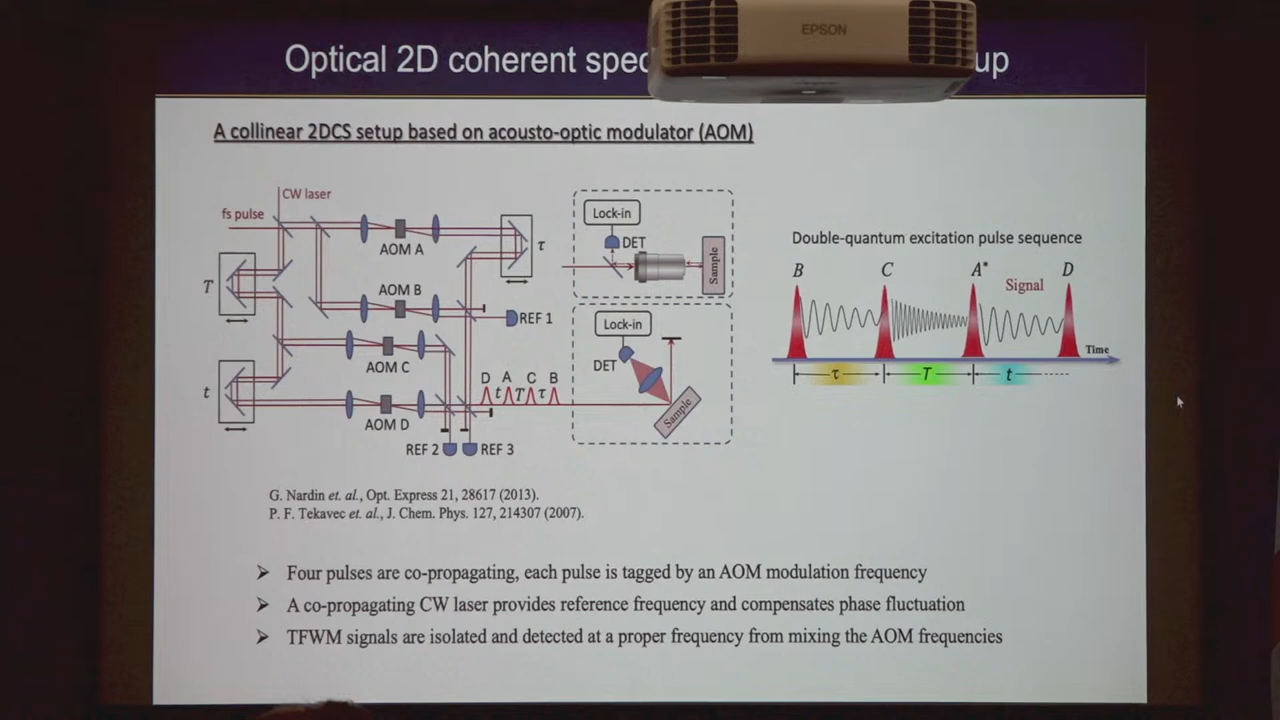 Optical 2D coherent up
EPSON
A collinear 2DCS setup based on acousto-optic modulator (AOM)
CW laser
fs pulse
AOM A
τ
T
AOM B
REF 1
AOM C
t
D A C B
t T τ
AOM D
REF 2
REF 3
Lock-in
DET
Sample
Lock-in
DET
Sample
Double-quantum excitation pulse sequence
B C A* D
Signal
Time
τ T t
G. Nardin et. al., Opt. Express 21, 28617 (2013).
P. F. Tekavec et. al., J. Chem. Phys. 127, 214307 (2007).
➢ Four pulses are co-propagating, each pulse is tagged by an AOM modulation frequency
➢ A co-propagating CW laser provides reference frequency and compensates phase fluctuation
➢ TFWM signals are isolated and detected at a proper frequency from mixing the AOM frequencies